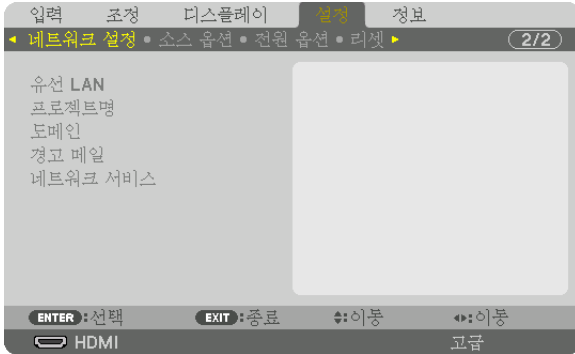 입력 조정 디스플레이 설정 정보
네트워크 설정 • 소스 옵션 • 전원 옵션 • 리셋 2/2
유선 LAN
프로젝트명
도메인
경고 메일
네트워크 서비스
ENTER :선택 EXIT :종료 :이동 :이동
HDMI 고급